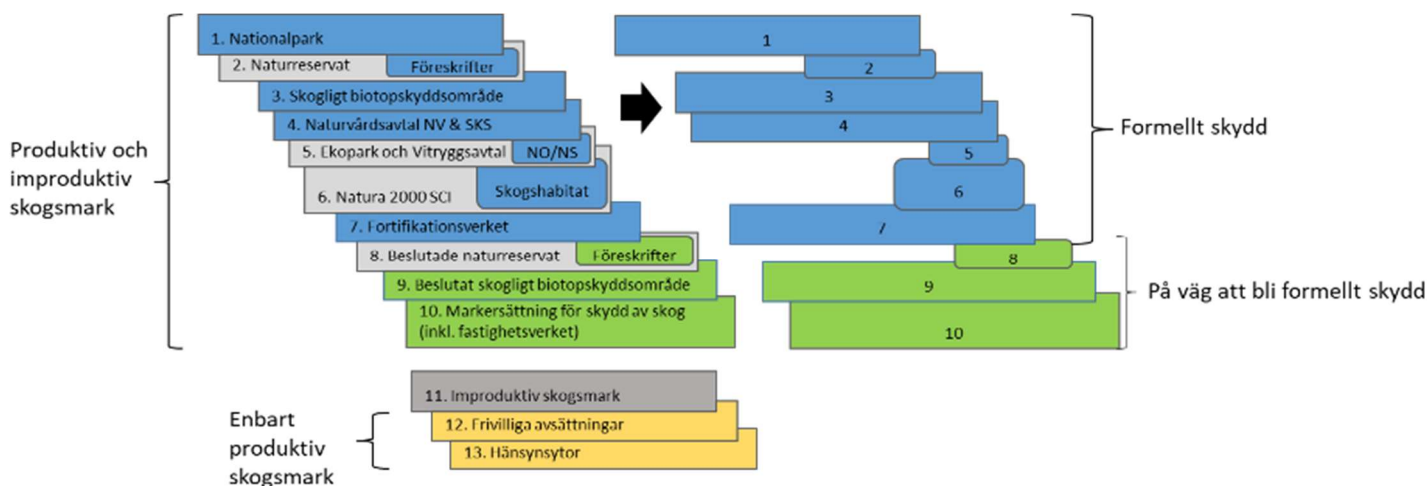 Produktiv och
improduktiv
skogsmark
1. Nationalpark
2. Naturreservat
Föreskrifter
3. Skogligt biotopskyddsområde
4. Naturvårdsavtal NV & SKS
5. Ekopark och Vitryggsavtal
NO/NS
6. Natura 2000 SCI
Skogshabitat
7. Fortifikationsverket
8. Beslutade naturreservat
Föreskrifter
9. Beslutat skogligt biotopskyddsområde
10. Markersättning för skydd av skog
(inkl. fastighetsverket)
1
2
3
4
5
6
7
8
9
10
Formellt skydd
På väg att bli formellt skydd
11. Improduktiv skogsmark
Enbart
produktiv
skogsmark
12. Frivilliga avsättningar
13. Hänsynsytor